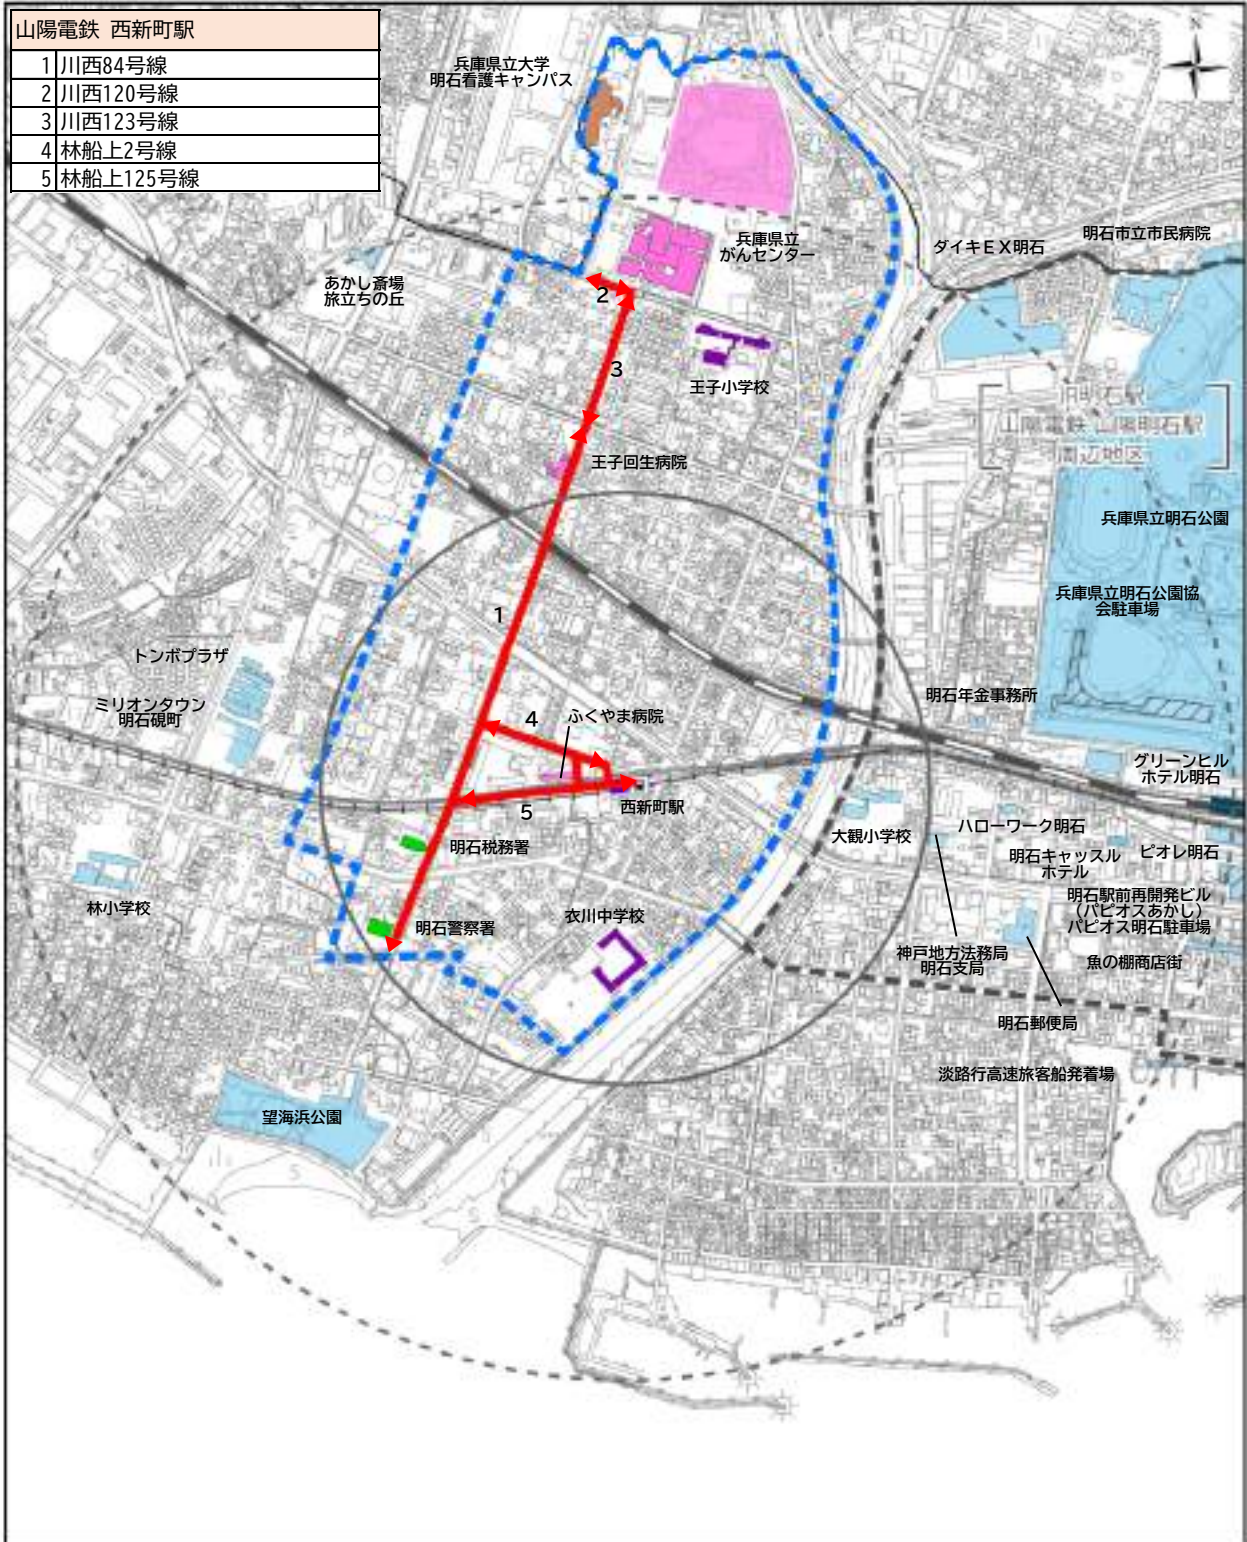 山陽電鉄 西新町駅
1 川西84号線
2 川西120号線
3 川西123号線
4 林船上2号線
5 林船上125号線
N
兵庫県立大学
明石看護キャンパス
兵庫県立
がんセンター
ダイキEX明石
明石市立市民病院
あかし斎場
旅立ちの丘
2
3
王子小学校
旧明石駅
山陽電鉄 山陽明石駅
周辺地区
王子回生病院
兵庫県立明石公園
兵庫県立明石公園協
会駐車場
1
トンボプラザ
ミリオンタウン
明石硯町
明石年金事務所
4
ふくやま病院
グリーンヒル
ホテル明石
5
西新町駅
大観小学校
ハローワーク明石
明石キャッスル
ホテル
ピオレ明石
明石税務署
林小学校
明石警察署
衣川中学校
明石駅前再開発ビル
(パピオスあかし)
パピオス明石駐車場
神戸地方法務局
明石支局
魚の棚商店街
明石郵便局
淡路行高速旅客船発着場
望海浜公園